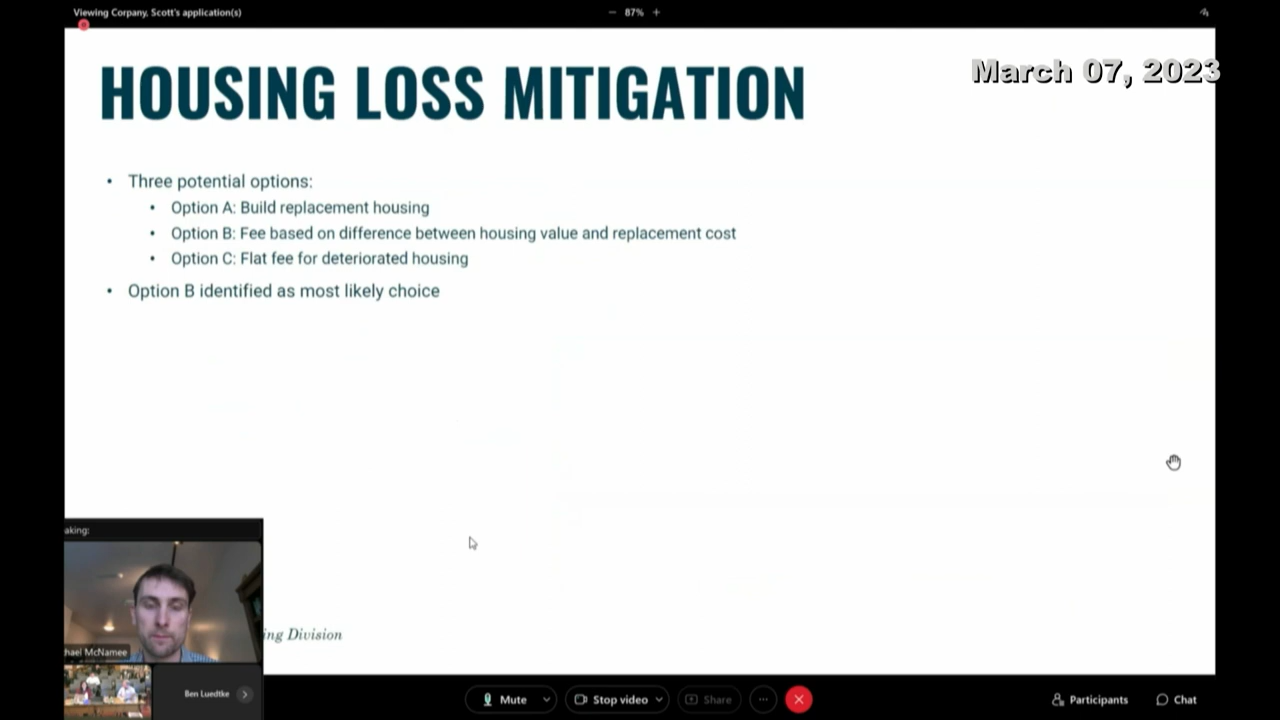 Viewing Corpany, Scott's application(s)
87%
March 07, 2023
HOUSING LOSS MITIGATION
Three potential options:
Option A: Build replacement housing
Option B: Fee based on difference between housing value and replacement cost
Option C: Flat fee for deteriorated housing
Option B identified as most likely choice
aking:
hael McNamee
ing Division
Ben Luedtke
Mute
Stop video
Share
Participants
Chat